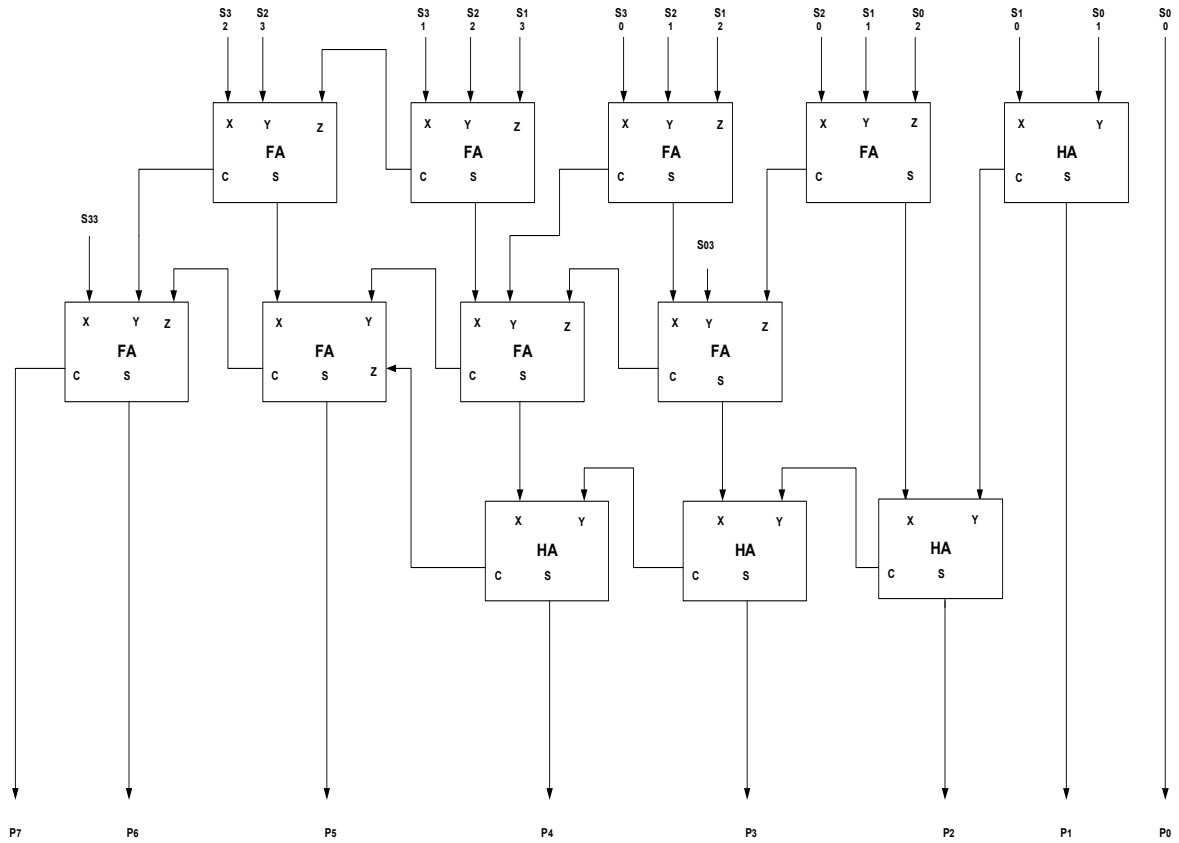 S3 S2 S3 S2 S1 S3 S2 S1 S2 S1 S0 S1 S0 S0
2 3 1 2 3 0 1 2 0 1 2 0 1 0
X Y Z X Y Z X Y Z X Y Z X Y
FA FA FA FA HA
C S C S C S C S C S
S33 S03
X Y Z X Y X Y Z X Y Z
FA FA FA FA
C S C S Z C S C S
X Y X Y X Y
HA HA HA
C S C S C S
P7 P6 P5 P4 P3 P2 P1 P0